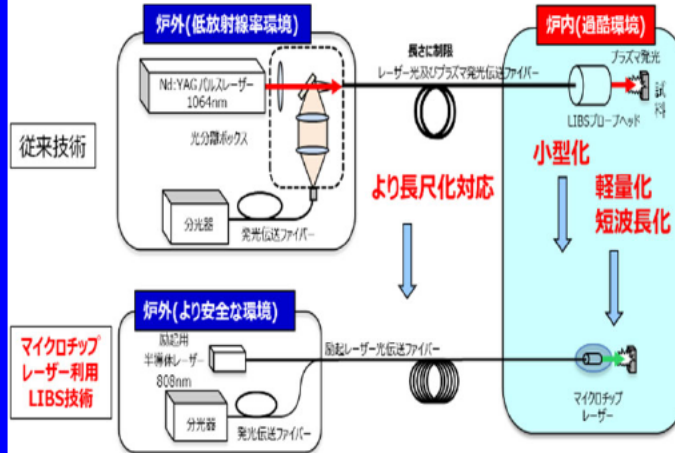 炉外(低放射線率環境)
炉内(過酷環境)
Nd:YAGパルスレーザー
1064nm
光分離ボックス
分光器
発光伝送ファイバー
長さに制限
レーザー光及びプラズマ発光伝送ファイバー
プラズマ発光
試料
LIBSプローブヘッド
従来技術
より長尺化対応
小型化
軽量化
短波長化
炉外(より安全な環境)
マイクロチップ
レーザー利用
LIBS技術
励起用
半導体レーザー
808nm
分光器
発光伝送ファイバー
励起レーザー光伝送ファイバー
マイクロチップ
レーザー